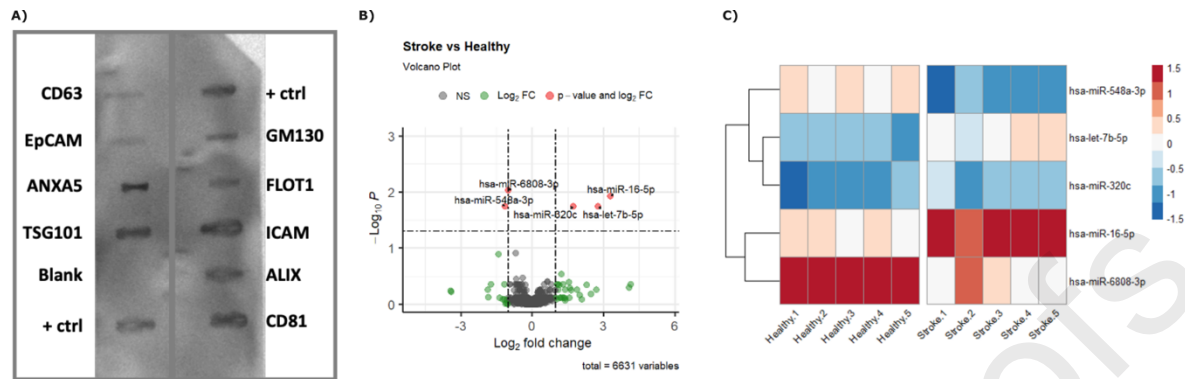 A)
CD63
EpCAM
ANXA5
TSG101
Blank
+ ctrl
+ ctrl
GM130
FLOT1
ICAM
ALIX
CD81
B)
Stroke vs Healthy
Volcano Plot
NS Log₂ FC p – value and log₂ FC
–Log₁₀ P
3
2
1
0
hsa-miR-6808-3p
hsa-miR-16-5p
hsa-miR-548a-3p
hsa-miR-320c
hsa-let-7b-5p
-3 0 3 6
Log₂ fold change
total = 6631 variables
C)
hsa-miR-548a-3p
hsa-let-7b-5p
hsa-miR-320c
hsa-miR-16-5p
hsa-miR-6808-3p
1.5
1
0.5
0
-0.5
-1
-1.5
Healthy.1
Healthy.2
Healthy.3
Healthy.4
Healthy.5
Stroke.1
Stroke.2
Stroke.3
Stroke.4
Stroke.5
ofs